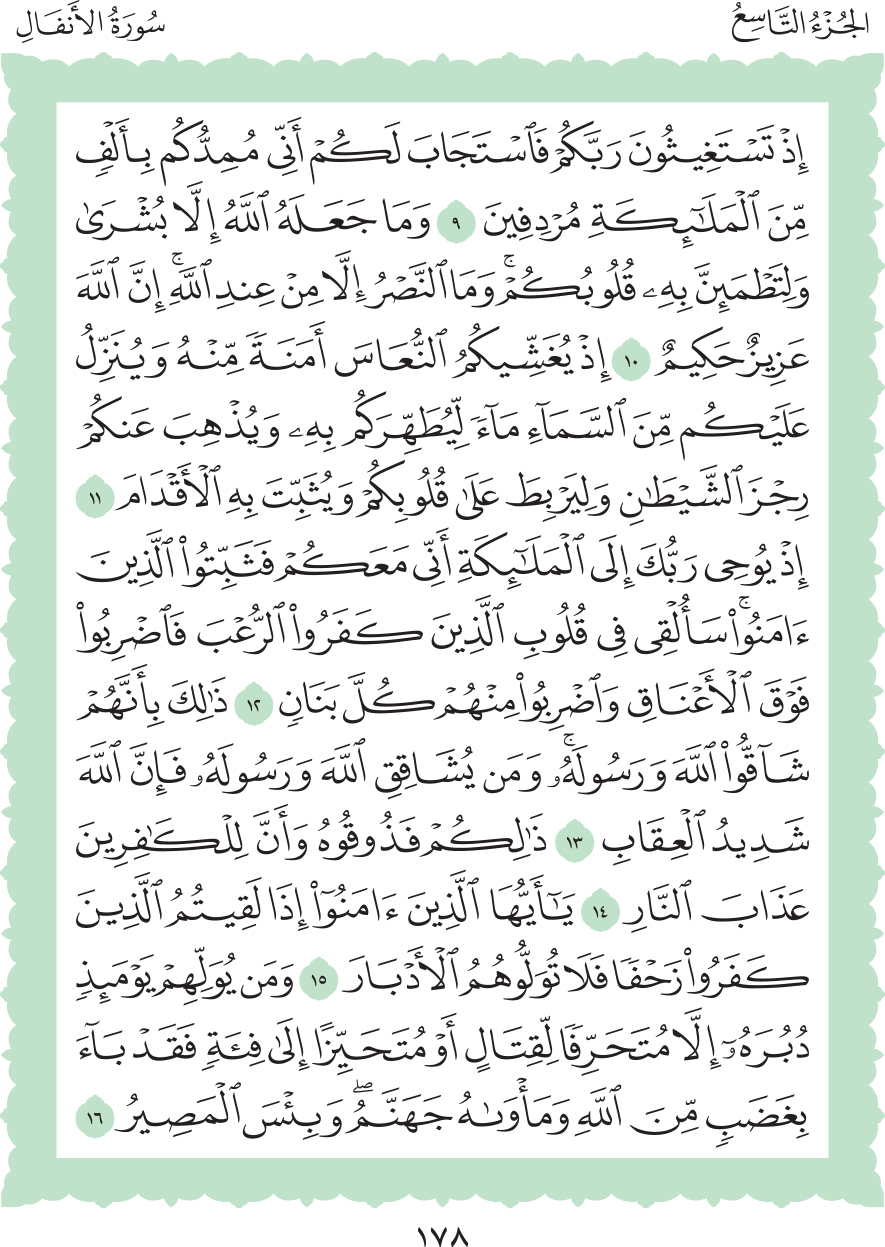 الجُزْءُ التَّاسِعُ
سُورَةُ الأَنفَالِ
إِذۡ تَسۡتَغِيثُونَ رَبَّكُمۡ فَٱسۡتَجَابَ لَكُمۡ أَنِّي مُمِدُّكُم بِأَلۡفٖ
مِّنَ ٱلۡمَلَٰٓئِكَةِ مُرۡدِفِينَ ٩ وَمَا جَعَلَهُ ٱللَّهُ إِلَّا بُشۡرَىٰ
وَلِتَطۡمَئِنَّ بِهِۦ قُلُوبُكُمۡۚ وَمَا ٱلنَّصۡرُ إِلَّا مِنۡ عِندِ ٱللَّهِۚ إِنَّ ٱللَّهَ
عَزِيزٌ حَكِيمٌ ١٠ إِذۡ يُغَشِّيكُمُ ٱلنُّعَاسَ أَمَنَةٗ مِّنۡهُ وَيُنَزِّلُ
عَلَيۡكُم مِّنَ ٱلسَّمَآءِ مَآءٗ لِّيُطَهِّرَكُم بِهِۦ وَيُذۡهِبَ عَنكُمۡ
رِجۡزَ ٱلشَّيۡطَٰنِ وَلِيَرۡبِطَ عَلَىٰ قُلُوبِكُمۡ وَيُثَبِّتَ بِهِ ٱلۡأَقۡدَامَ ١١
إِذۡ يُوحِي رَبُّكَ إِلَى ٱلۡمَلَٰٓئِكَةِ أَنِّي مَعَكُمۡ فَثَبِّتُواْ ٱلَّذِينَ
ءَامَنُواْۚ سَأُلۡقِي فِي قُلُوبِ ٱلَّذِينَ كَفَرُواْ ٱلرُّعۡبَ فَٱضۡرِبُواْ
فَوۡقَ ٱلۡأَعۡنَاقِ وَٱضۡرِبُواْ مِنۡهُمۡ كُلَّ بَنَانٖ ١٢ ذَٰلِكَ بِأَنَّهُمۡ
شَآقُّواْ ٱللَّهَ وَرَسُولَهُۥۚ وَمَن يُشَاقِقِ ٱللَّهَ وَرَسُولَهُۥ فَإِنَّ ٱللَّهَ
شَدِيدُ ٱلۡعِقَابِ ١٣ ذَٰلِكُمۡ فَذُوقُوهُ وَأَنَّ لِلۡكَٰفِرِينَ
عَذَابَ ٱلنَّارِ ١٤ يَٰٓأَيُّهَا ٱلَّذِينَ ءَامَنُوٓاْ إِذَا لَقِيتُمُ ٱلَّذِينَ
كَفَرُواْ زَحۡفٗا فَلَا تُوَلُّوهُمُ ٱلۡأَدۡبَارَ ١٥ وَمَن يُوَلِّهِمۡ يَوۡمَئِذٖ
دُبُرَهُۥٓ إِلَّا مُتَحَرِّفٗا لِّقِتَالٍ أَوۡ مُتَحَيِّزًا إِلَىٰ فِئَةٖ فَقَدۡ بَآءَ
بِغَضَبٖ مِّنَ ٱللَّهِ وَمَأۡوَىٰهُ جَهَنَّمُۖ وَبِئۡسَ ٱلۡمَصِيرُ ١٦
١٧٨